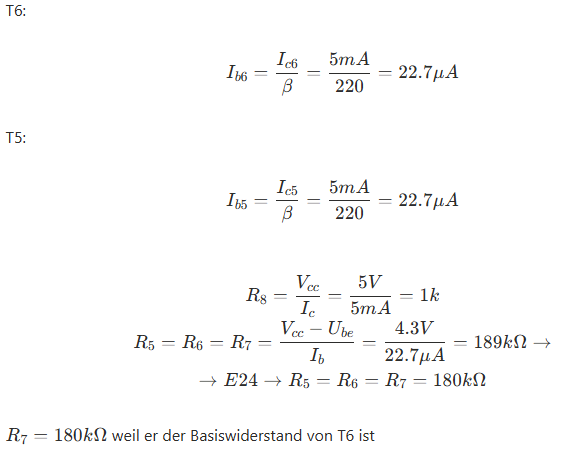 T6:
I_{b6} = \frac{I_{c6}}{\beta} = \frac{5mA}{220} = 22.7\mu A
T5:
I_{b5} = \frac{I_{c5}}{\beta} = \frac{5mA}{220} = 22.7\mu A
R_8 = \frac{V_{cc}}{I_c} = \frac{5V}{5mA} = 1k
R_5 = R_6 = R_7 = \frac{V_{cc} - U_{be}}{I_b} = \frac{4.3V}{22.7\mu A} = 189k\Omega \rightarrow
\rightarrow E24 \rightarrow R_5 = R_6 = R_7 = 180k\Omega
R_7 = 180k\Omega weil er der Basiswiderstand von T6 ist